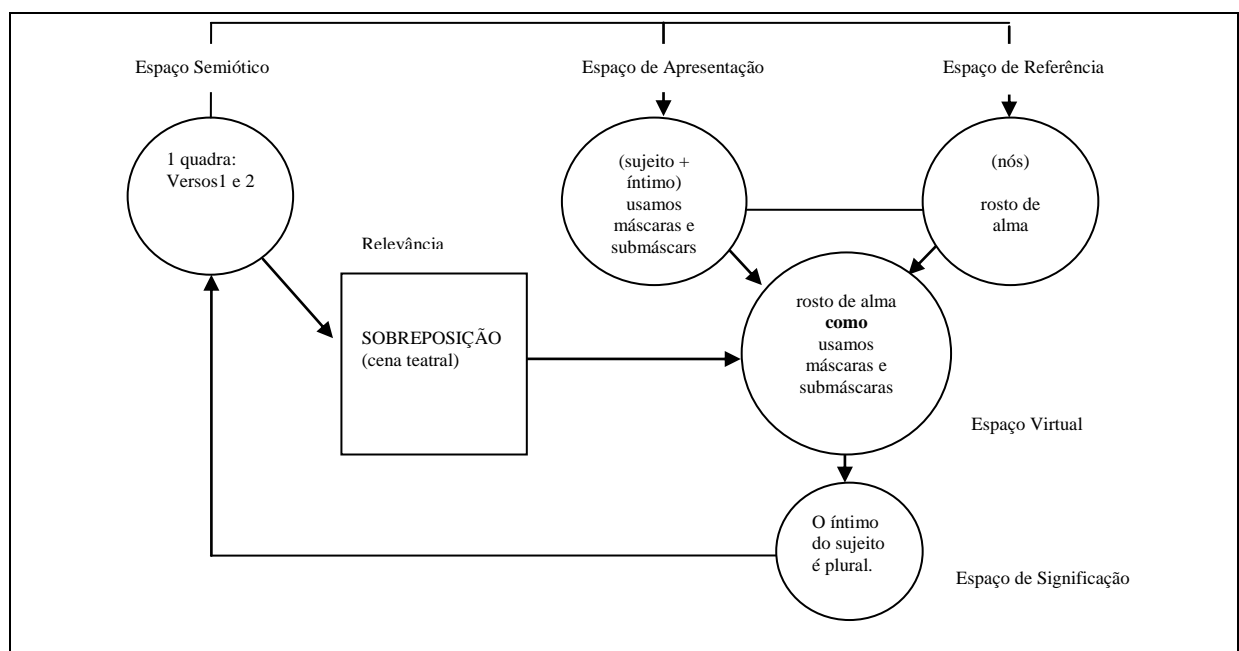 Espaço Semiótico
Espaço de Apresentação
Espaço de Referência
1 quadra:
Versos1 e 2
(sujeito +
íntimo)
usamos
máscaras e
submáscars
(nós)
rosto de
alma
Relevância
SOBREPOSIÇÃO
(cena teatral)
rosto de alma
como
usamos
máscaras e
submáscaras
Espaço Virtual
O íntimo
do sujeito
é plural.
Espaço de Significação